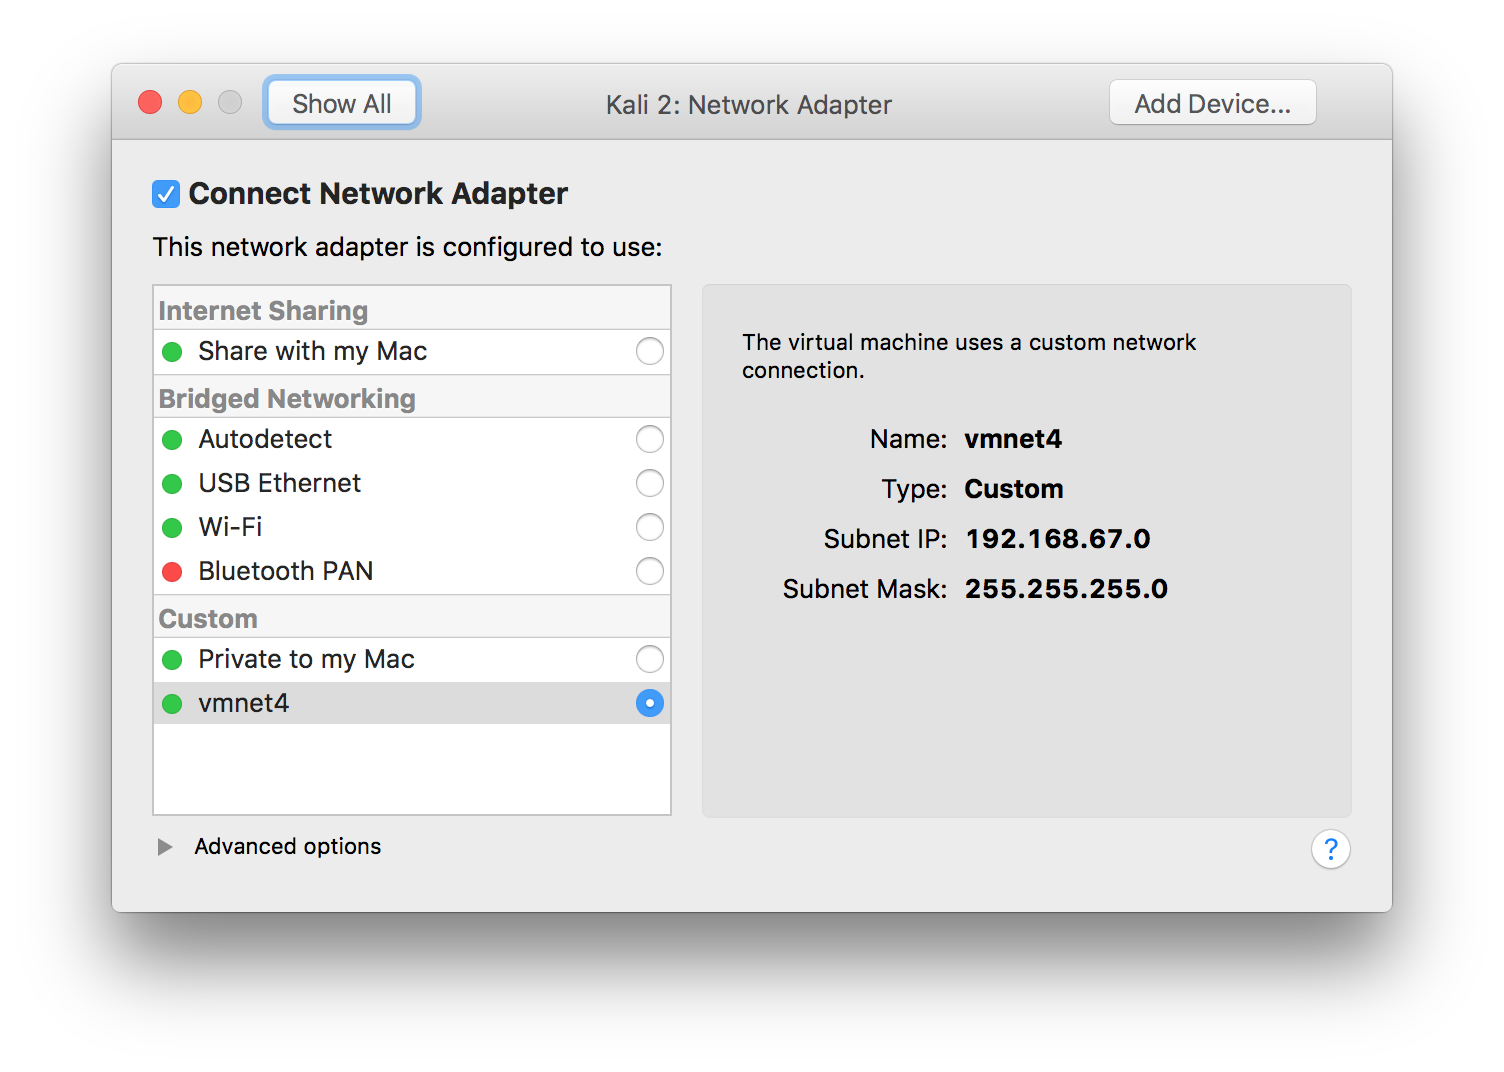 Show All
Kali 2: Network Adapter
Add Device...
Connect Network Adapter
This network adapter is configured to use:
Internet Sharing
Share with my Mac
Bridged Networking
Autodetect
USB Ethernet
Wi-Fi
Bluetooth PAN
Custom
Private to my Mac
vmnet4
The virtual machine uses a custom network
connection.
Name: vmnet4
Type: Custom
Subnet IP: 192.168.67.0
Subnet Mask: 255.255.255.0
Advanced options
?